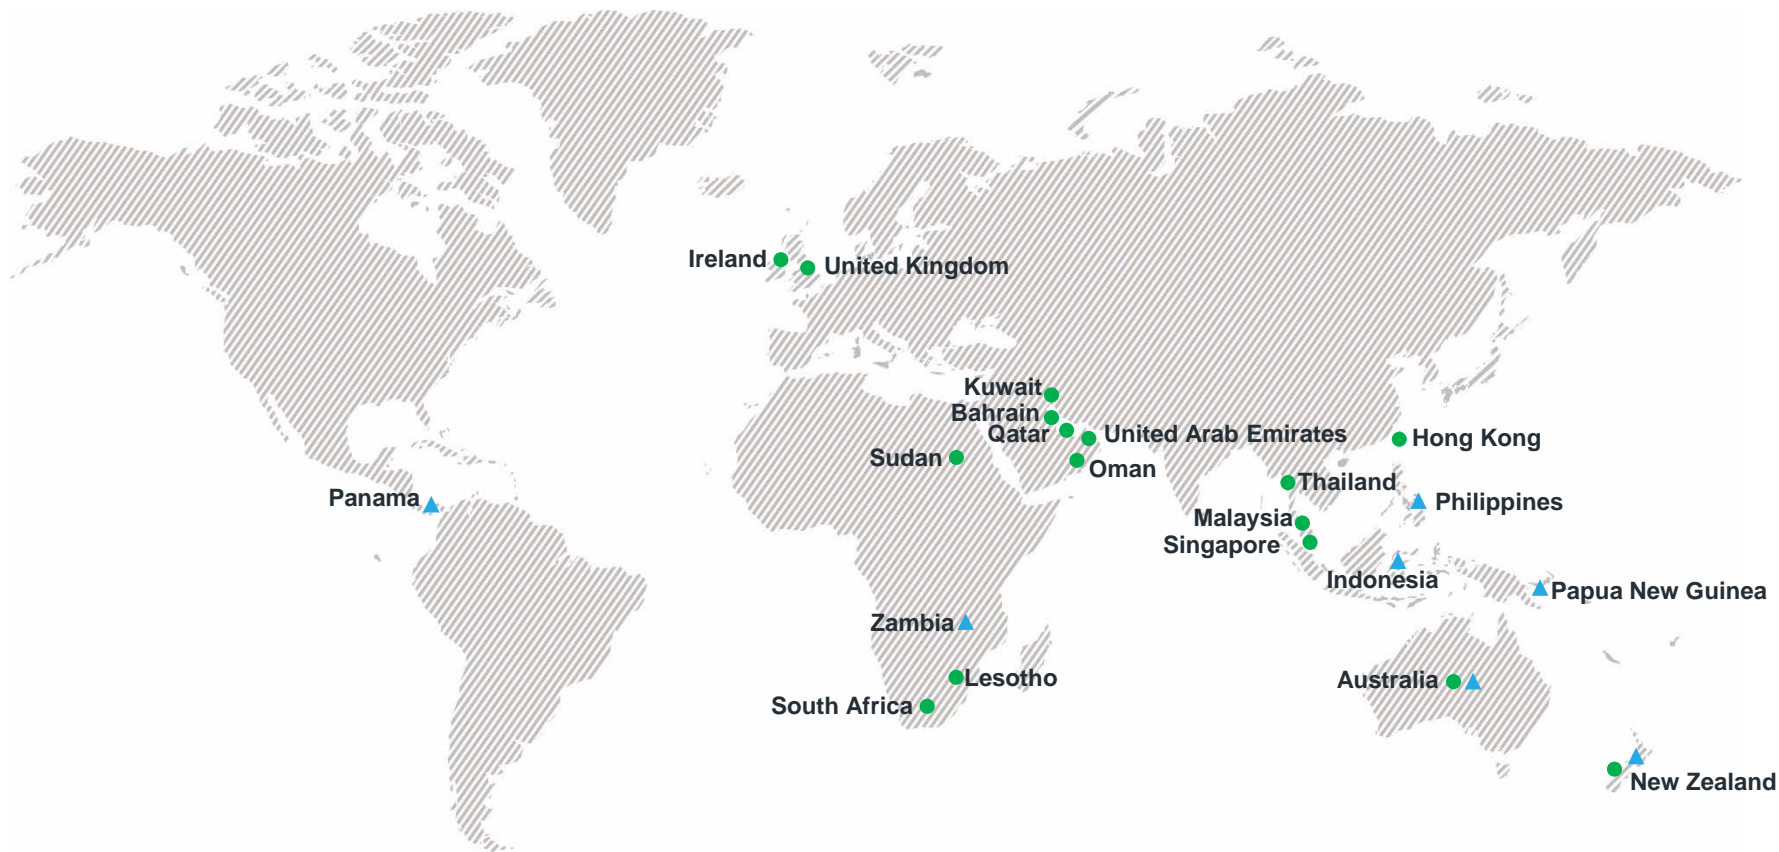 Ireland
United Kingdom
Kuwait
Bahrain
Qatar
United Arab Emirates
Hong Kong
Sudan
Oman
Thailand
Panama
Philippines
Malaysia
Singapore
Indonesia
Papua New Guinea
Zambia
Lesotho
Australia
South Africa
New Zealand